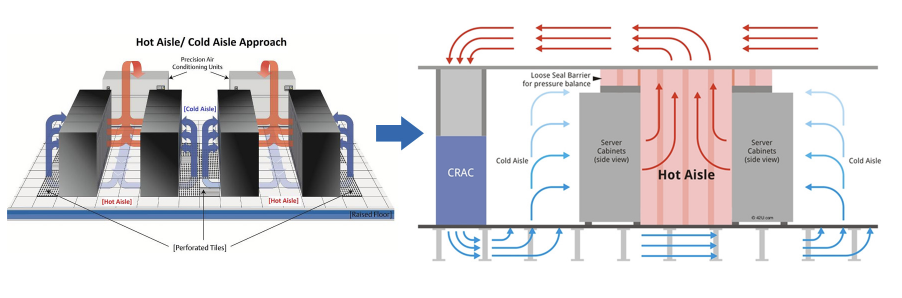 Hot Aisle/ Cold Aisle Approach
Precision Air
Conditioning Units
[Cold Aisle]
[Hot Aisle]
[Hot Aisle]
[Raised Floor]
[Perforated Tiles]
Loose Seal Barrier
for pressure balance
CRAC
Cold Aisle
Server
Cabinets
(side view)
Hot Aisle
Server
Cabinets
(side view)
Cold Aisle
© 42U.com